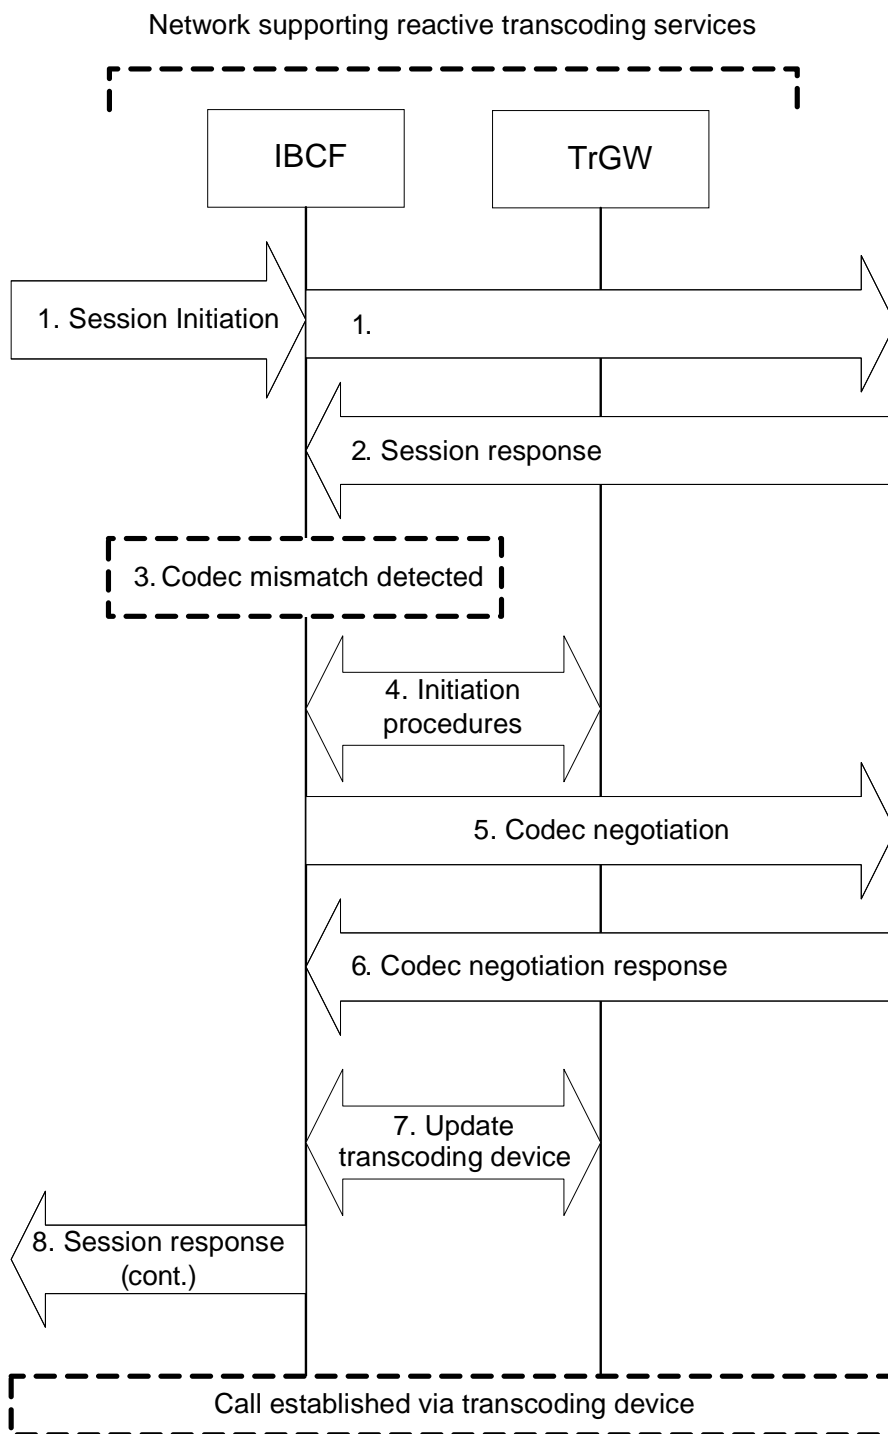 Network supporting reactive transcoding services
IBCF
TrGW
1. Session Initiation
1.
2. Session response
3. Codec mismatch detected
4. Initiation
procedures
5. Codec negotiation
6. Codec negotiation response
7. Update
transcoding device
8. Session response
(cont.)
Call established via transcoding device